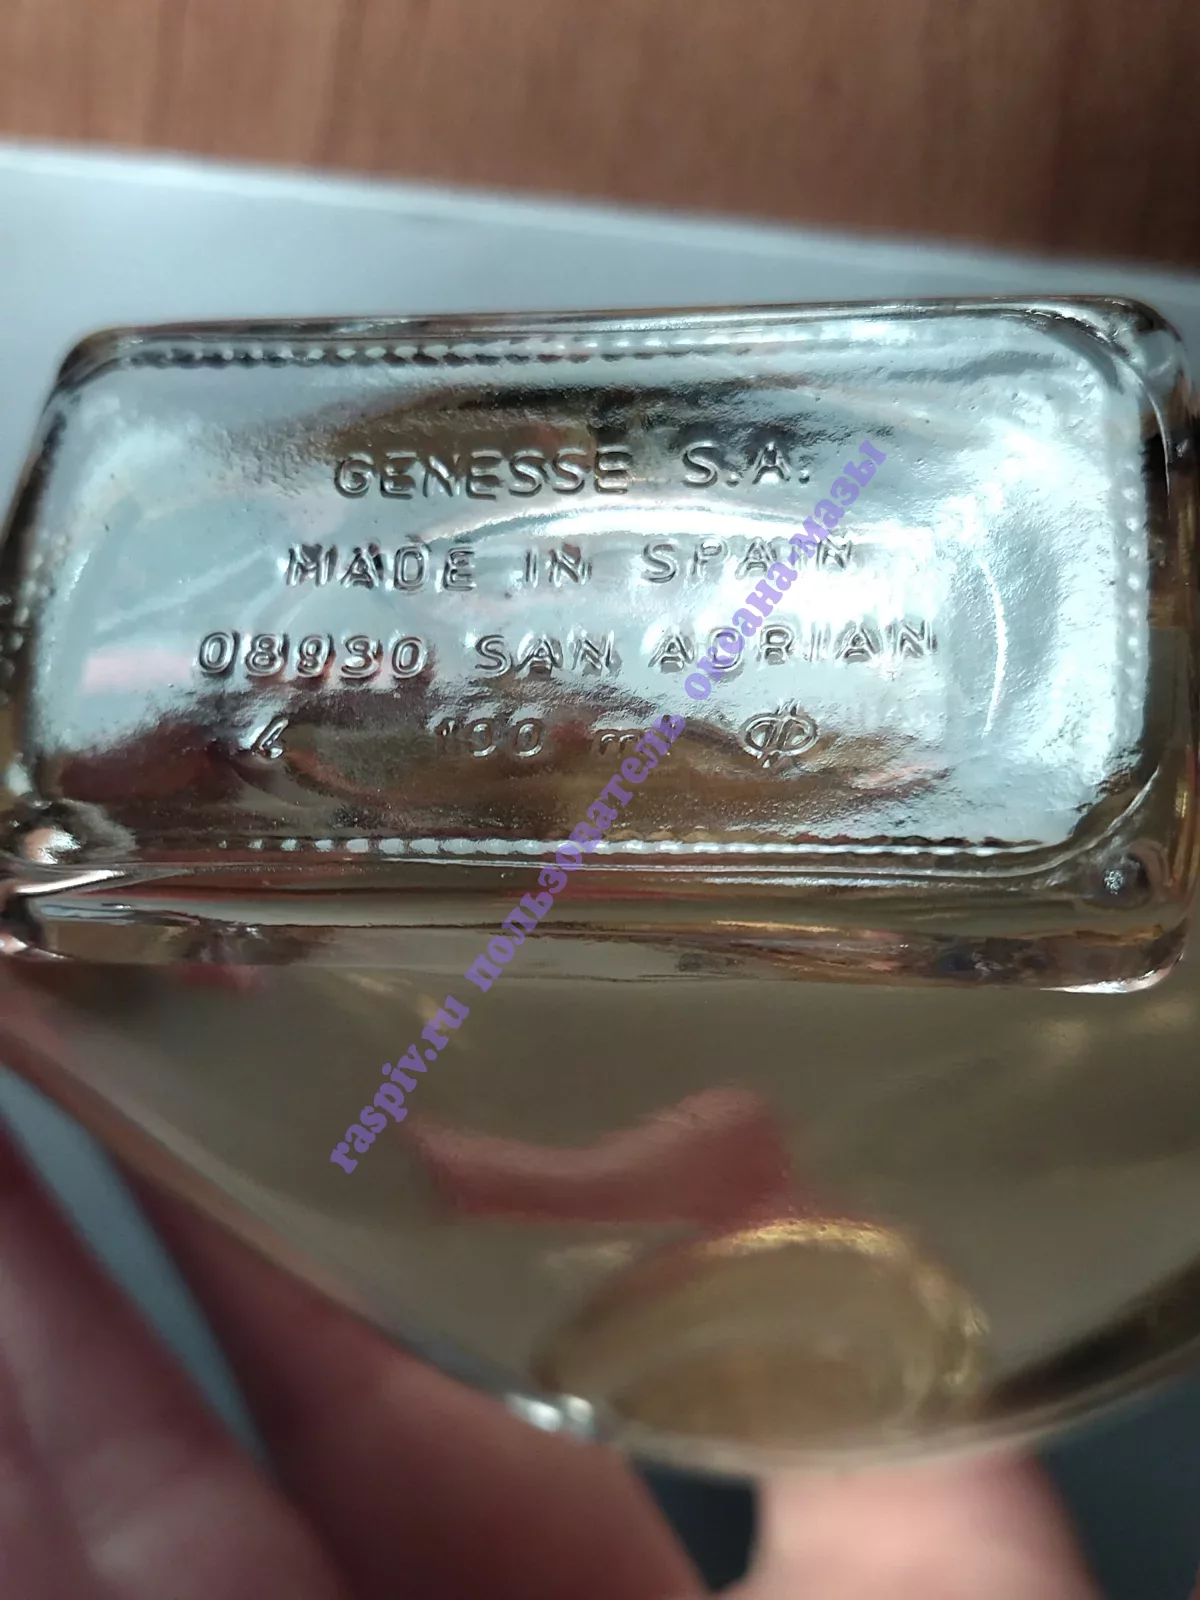 GENESSE S.A.
MADE IN SPAIN
08930 SAN ADRIAN
4 100 ml
raspiv.ru пользователь оксана-мазы